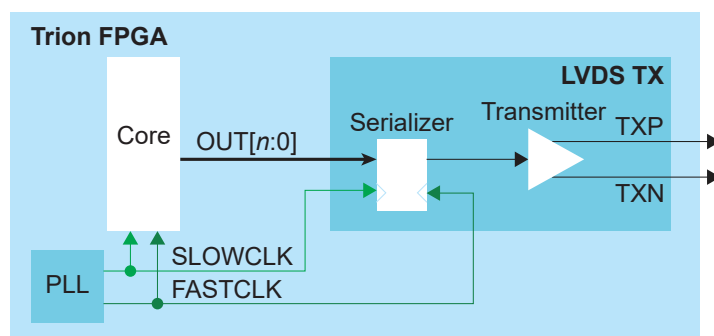 Trion FPGA
LVDS TX
Core
OUT[n:0]
Serializer
Transmitter
TXP
TXN
SLOWCLK
FASTCLK
PLL